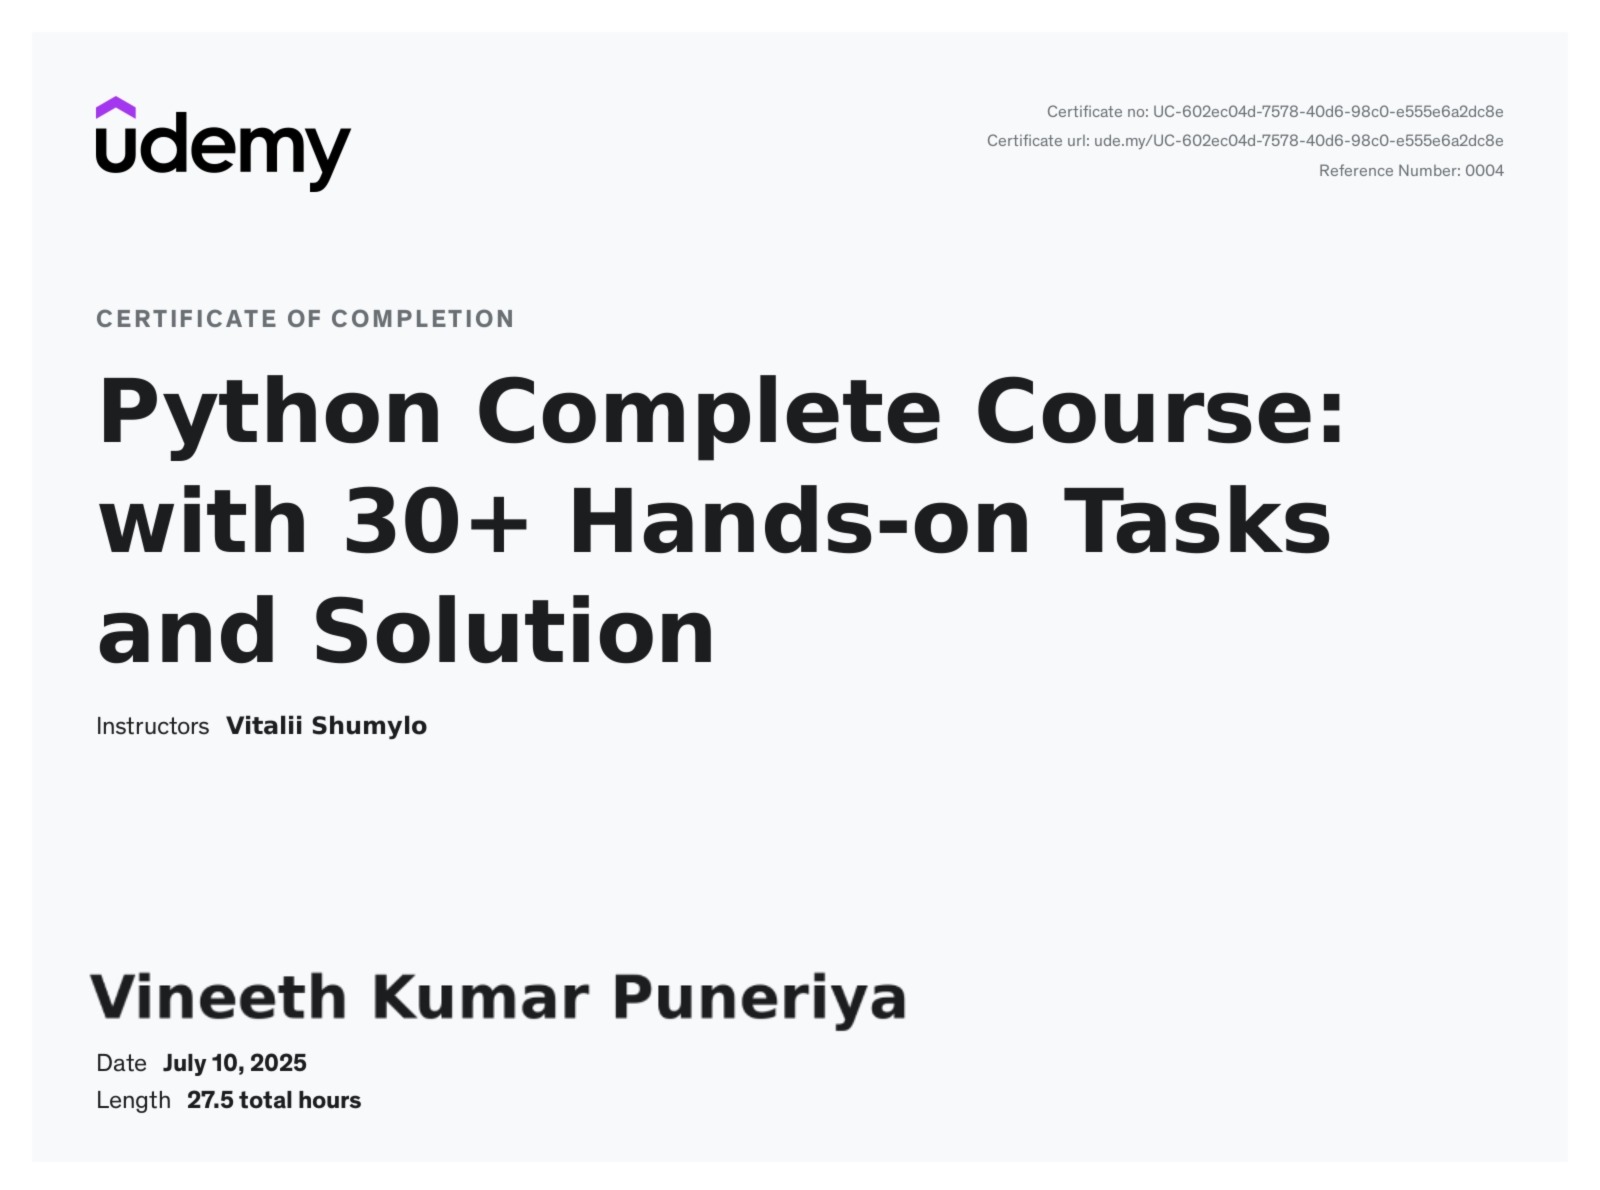 udemy
Certificate no: UC-602ec04d-7578-40d6-98c0-e555e6a2dc8e
Certificate url: ude.my/UC-602ec04d-7578-40d6-98c0-e555e6a2dc8e
Reference Number: 0004
CERTIFICATE OF COMPLETION
Python Complete Course:
with 30+ Hands-on Tasks
and Solution
Instructors Vitalii Shumylo
Vineeth Kumar Puneriya
Date July 10, 2025
Length 27.5 total hours